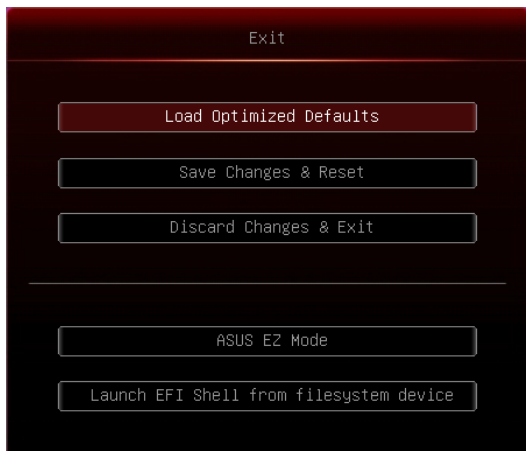 Exit
Load Optimized Defaults
Save Changes & Reset
Discard Changes & Exit
ASUS EZ Mode
Launch EFI Shell from filesystem device